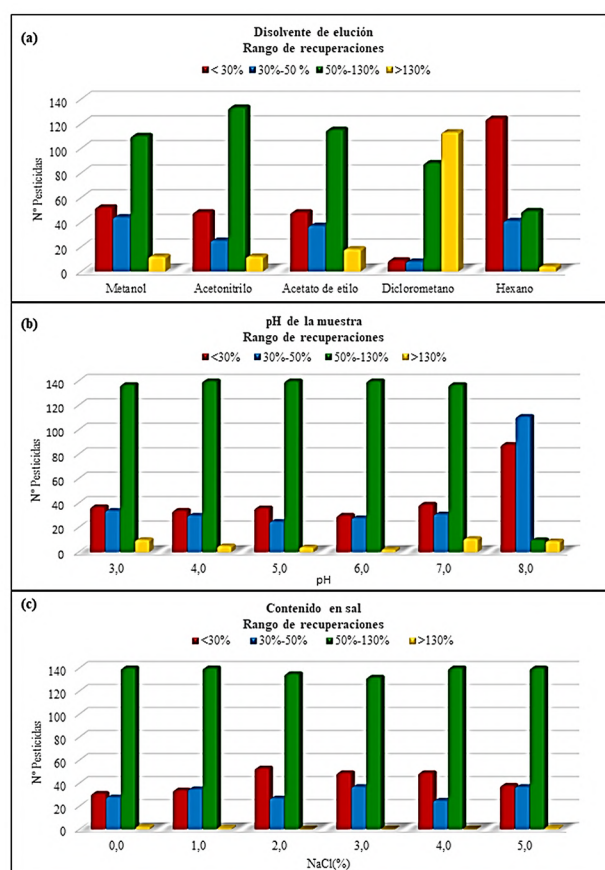 (a)
Disolvente de elución
Rango de recuperaciones
< 30% 30%-50 % 50%-130% >130%
140
120
100
80
60
40
20
0
Nº Pesticidas
Metanol Acetonitrilo Acetato de etilo Diclorometano Hexano
(b)
pH de la muestra
Rango de recuperaciones
<30% 30%-50% 50%-130% >130%
140
120
100
80
60
40
20
0
Nº Pesticidas
3,0 4,0 5,0 6,0 7,0 8,0
pH
(c)
Contenido en sal
Rango de recuperaciones
<30% 30%-50% 50%-130% >130%
140
120
100
80
60
40
20
0
Nº Pesticidas
0,0 1,0 2,0 3,0 4,0 5,0
NaCl(%)